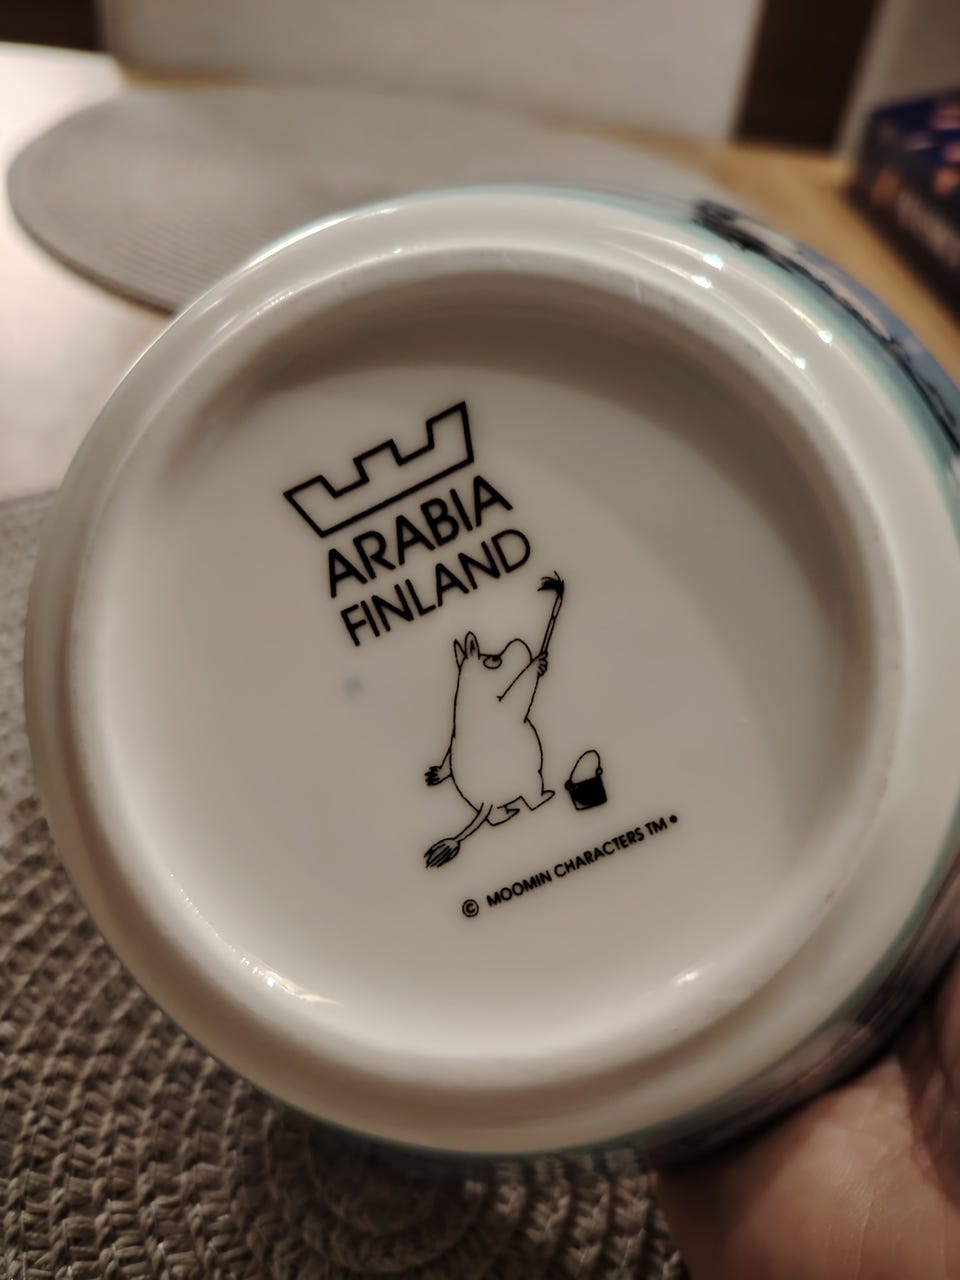 ARABIA
FINLAND
© MOOMIN CHARACTERS TM •